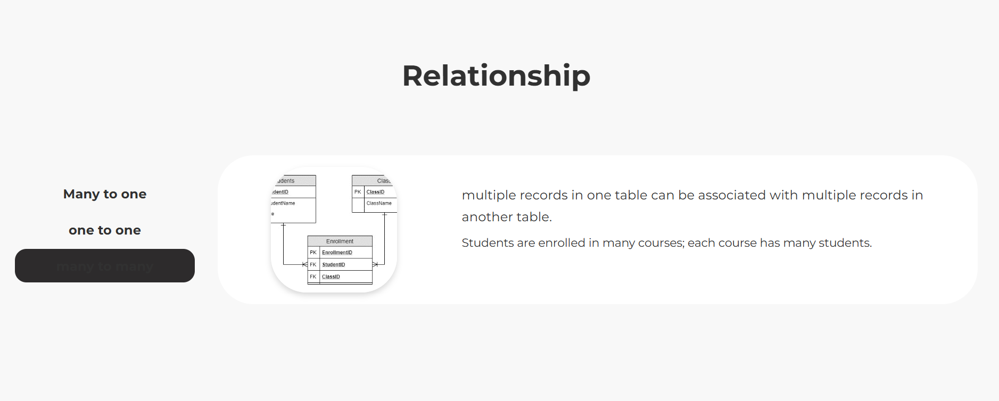 Relationship
Many to one
one to one
many to many
udents
dentID
udentName
e
Clas
PK ClassID
ClassName
Enrollment
PK EnrollmentID
FK StudentID
FK ClassID
multiple records in one table can be associated with multiple records in
another table.
Students are enrolled in many courses; each course has many students.